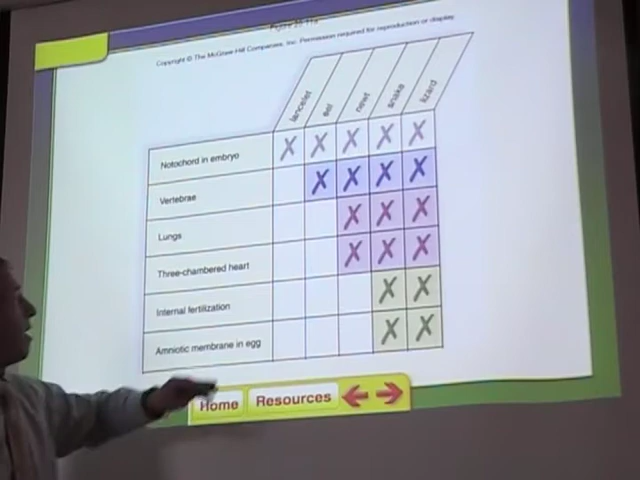 Copyright © The McGraw-Hill Companies, Inc. Permission required for reproduction or display.
lancelet
eel
newt
snake
lizard
Notochord in embryo X X X X X
Vertebrae X X X X
Lungs X X X
Three-chambered heart X X X
Internal fertilization X X
Amniotic membrane in egg X X
Home Resources